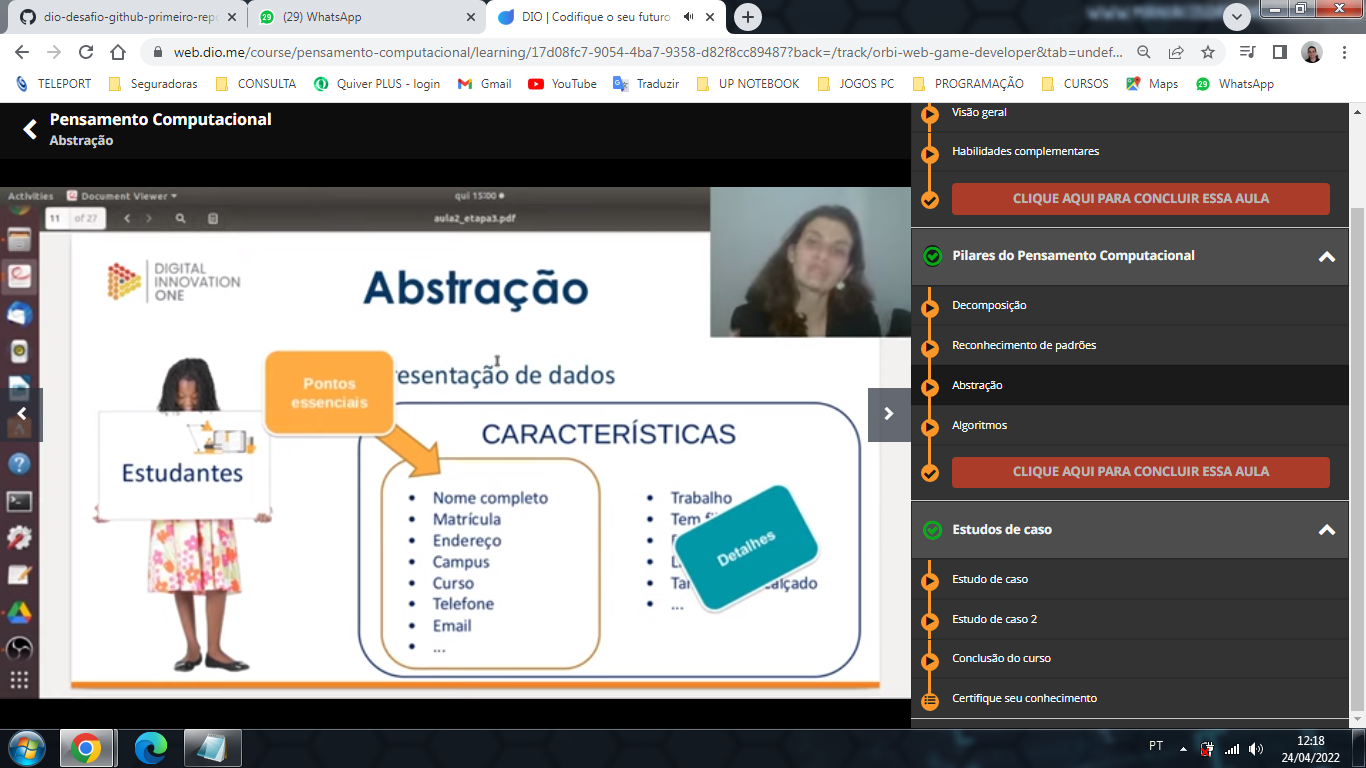 dio-desafio-github-primeiro-repo
(29) WhatsApp
DIO | Codifique o seu futuro
web.dio.me/course/pensamento-computacional/learning/17d08fc7-9054-4ba7-9358-d82f8cc89487?back=/track/orbi-web-game-developer&tab=undef...
TELEPORT
Seguradoras
CONSULTA
Quiver PLUS - login
Gmail
YouTube
Traduzir
UP NOTEBOOK
JOGOS PC
PROGRAMAÇÃO
CURSOS
Maps
29
WhatsApp
Pensamento Computacional
Abstração
Activities
Document Viewer
qui 15:00
11 of 27
aula2_etapa3.pdf
DIGITAL
INNOVATION
ONE
Abstração
resentação de dados
Pontos
essenciais
Estudantes
CARACTERÍSTICAS
• Nome completo
• Matrícula
• Endereço
• Campus
• Curso
• Telefone
• Email
• ...
• Trabalho
• Tem
• ...
Detalhes
Visão geral
Habilidades complementares
CLIQUE AQUI PARA CONCLUIR ESSA AULA
Pilares do Pensamento Computacional
Decomposição
Reconhecimento de padrões
Abstração
Algoritmos
CLIQUE AQUI PARA CONCLUIR ESSA AULA
Estudos de caso
Estudo de caso
Estudo de caso 2
Conclusão do curso
Certifique seu conhecimento
PT
12:18
24/04/2022